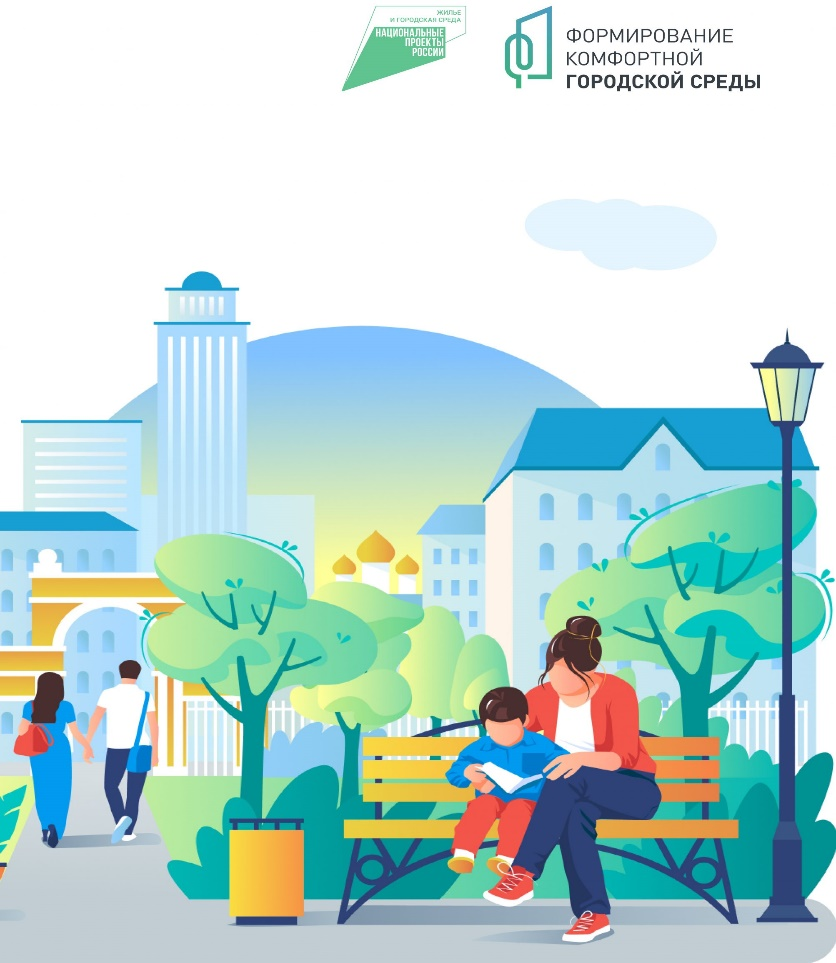 ЖИЛЬЕ
И ГОРОДСКАЯ СРЕДА
НАЦИОНАЛЬНЫЕ
ПРОЕКТЫ
РОССИИ
ФОРМИРОВАНИЕ
КОМФОРТНОЙ
ГОРОДСКОЙ СРЕДЫ